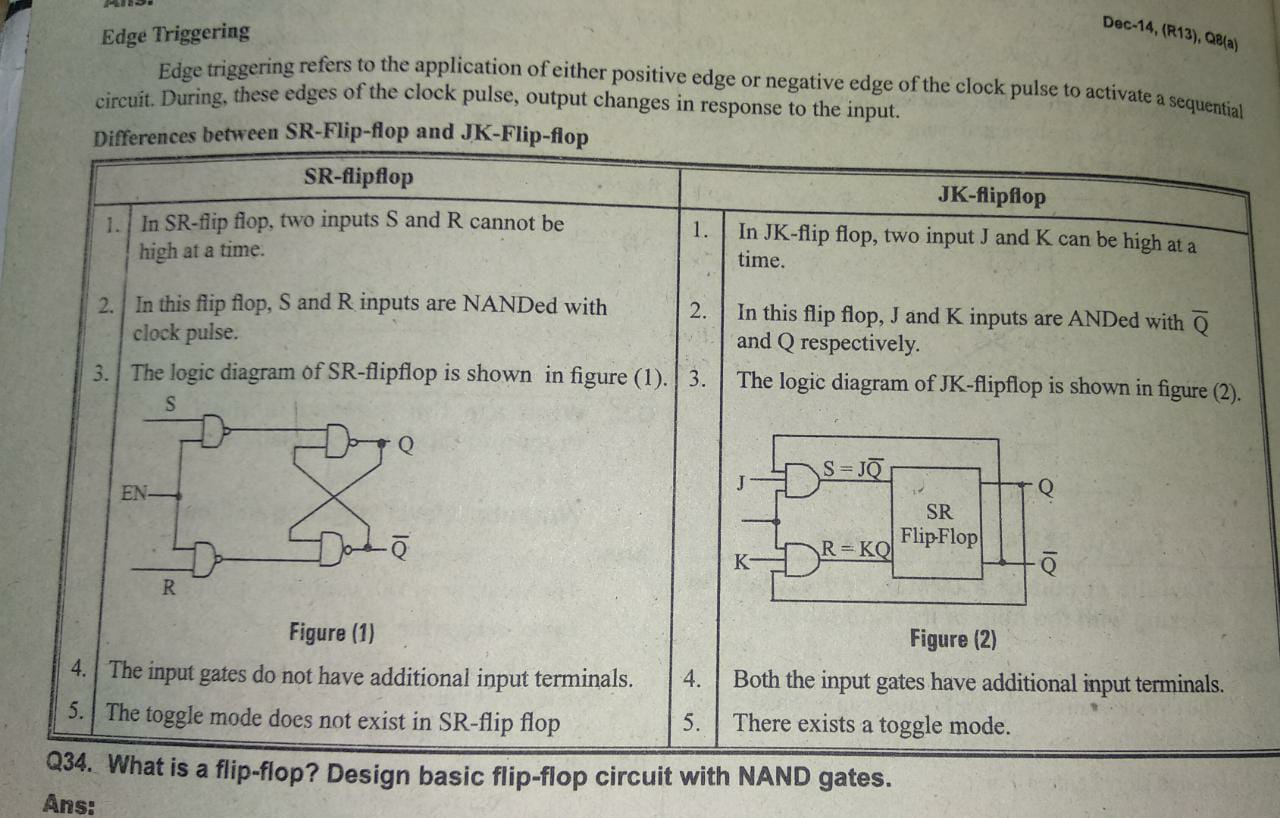 Ans:
Dec-14, (R13), Q8(a)
Edge Triggering
Edge triggering refers to the application of either positive edge or negative edge of the clock pulse to activate a sequential
circuit. During, these edges of the clock pulse, output changes in response to the input.
Differences between SR-Flip-flop and JK-Flip-flop
SR-flipflop
1. In SR-flip flop, two inputs S and R cannot be
high at a time.
2. In this flip flop, S and R inputs are NANDed with
clock pulse.
3. The logic diagram of SR-flipflop is shown in figure (1).
S
Q
EN
Q̅
R
Figure (1)
4. The input gates do not have additional input terminals.
5. The toggle mode does not exist in SR-flip flop
JK-flipflop
1. In JK-flip flop, two input J and K can be high at a
time.
2. In this flip flop, J and K inputs are ANDed with Q̅
and Q respectively.
3. The logic diagram of JK-flipflop is shown in figure (2).
J
S = JQ̅
Q
SR
Flip-Flop
K
R = KQ
Q̅
Figure (2)
4. Both the input gates have additional input terminals.
5. There exists a toggle mode.
Q34. What is a flip-flop? Design basic flip-flop circuit with NAND gates.
Ans: